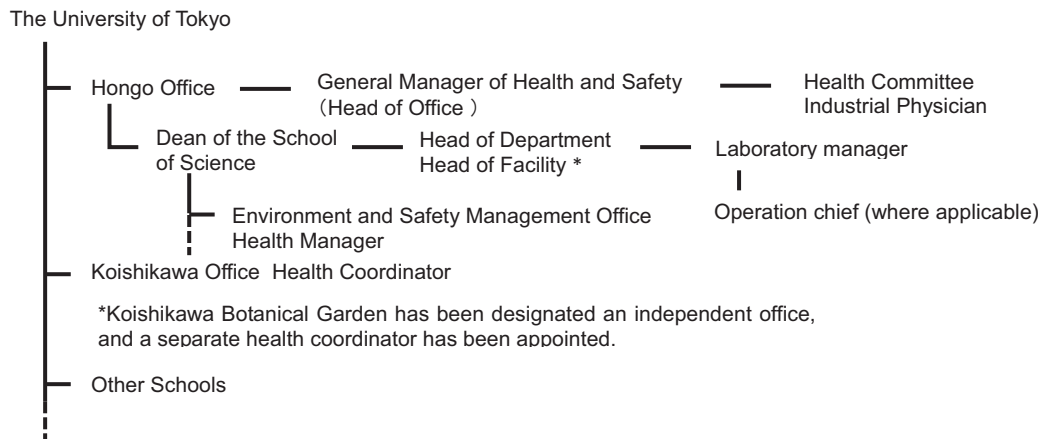 The University of Tokyo
Hongo Office
General Manager of Health and Safety
（Head of Office ）
Health Committee
Industrial Physician
Dean of the School
of Science
Head of Department
Head of Facility *
Laboratory manager
Operation chief (where applicable)
Environment and Safety Management Office
Health Manager
Koishikawa Office Health Coordinator
*Koishikawa Botanical Garden has been designated an independent office,
and a separate health coordinator has been appointed.
Other Schools